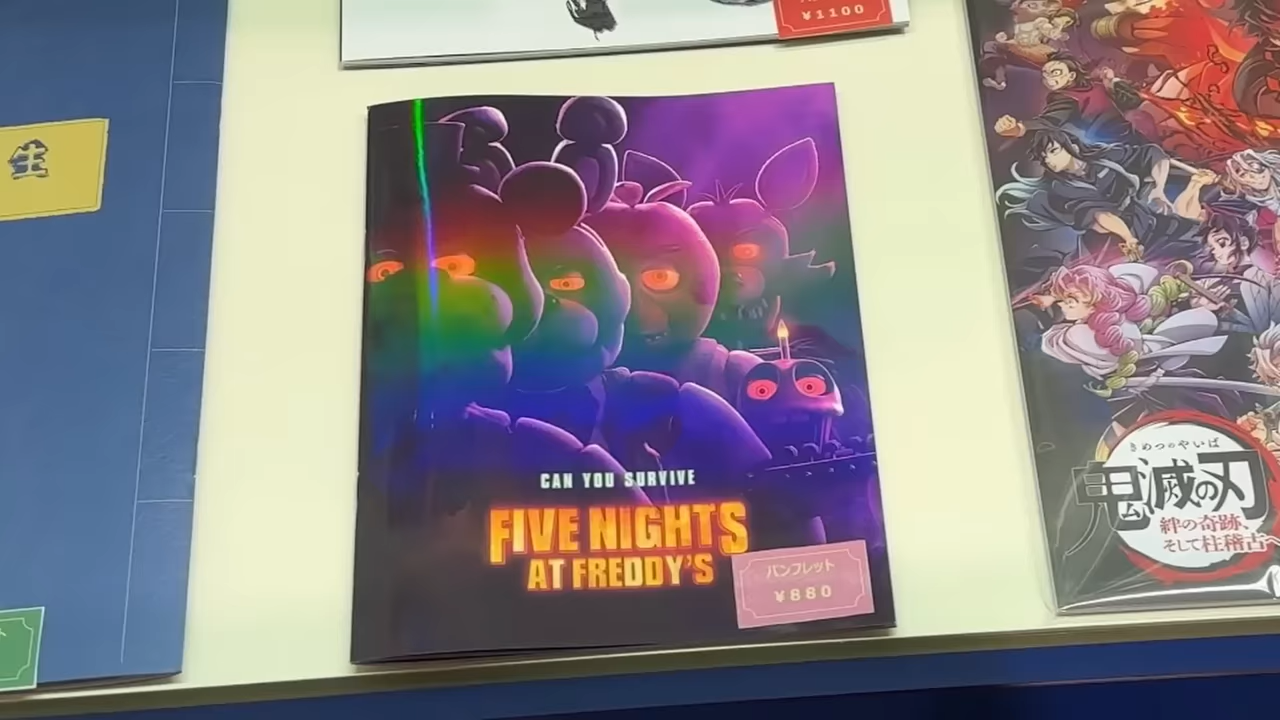 ¥1100
生
CAN YOU SURVIVE
FIVE NIGHTS
AT FREDDY'S
パンフレット
¥880
きめつのやいば
鬼滅の刃
絆の奇跡、
そして柱稽古へ